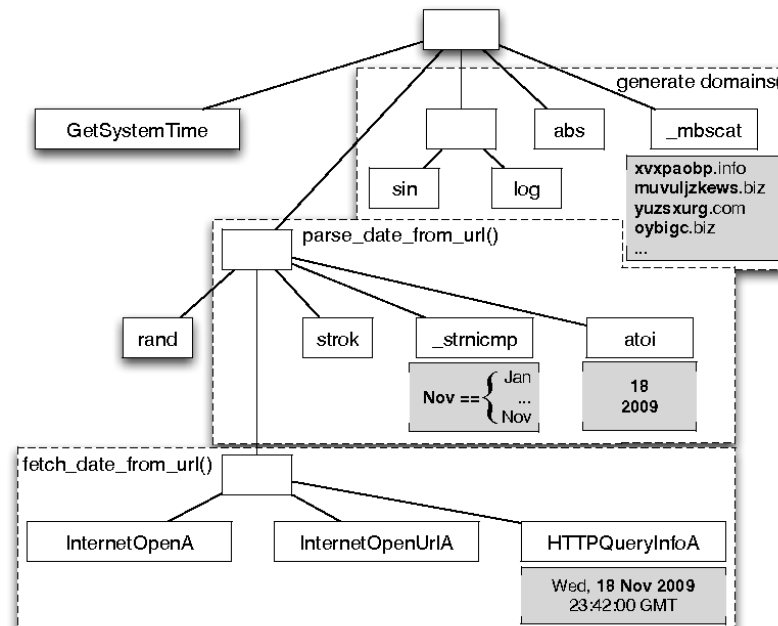 generate domains(
GetSystemTime
abs
_mbscat
sin
log
xvxpaobp.info
muvuljzkews.biz
yuzsxurg.com
oybigc.biz
...
parse_date_from_url()
rand
strok
_strnicmp
atoi
Nov == {
Jan
...
Nov
18
2009
fetch_date_from_url()
InternetOpenA
InternetOpenUrlA
HTTPQueryInfoA
Wed, 18 Nov 2009
23:42:00 GMT